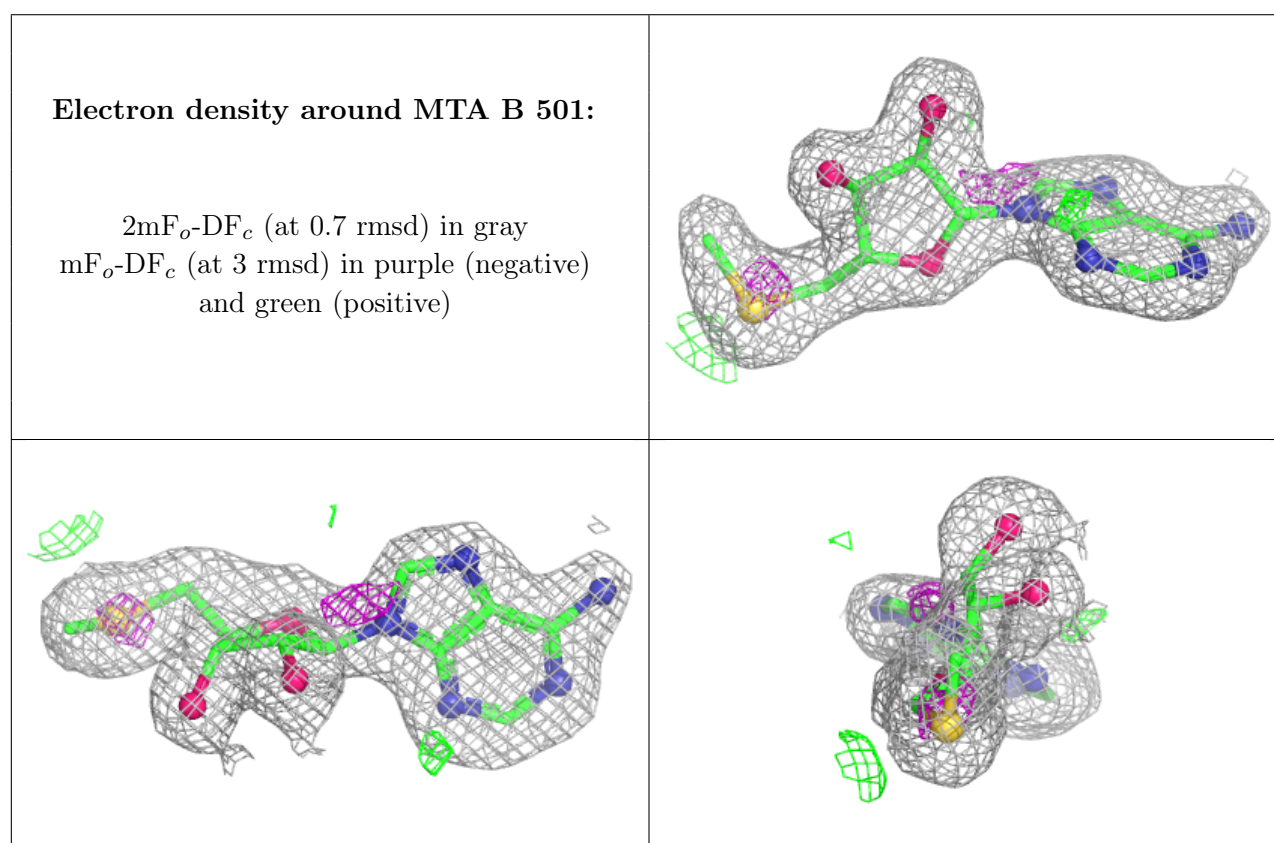 Electron density around MTA B 501:
2mFo-DFc (at 0.7 rmsd) in gray
mFo-DFc (at 3 rmsd) in purple (negative)
and green (positive)